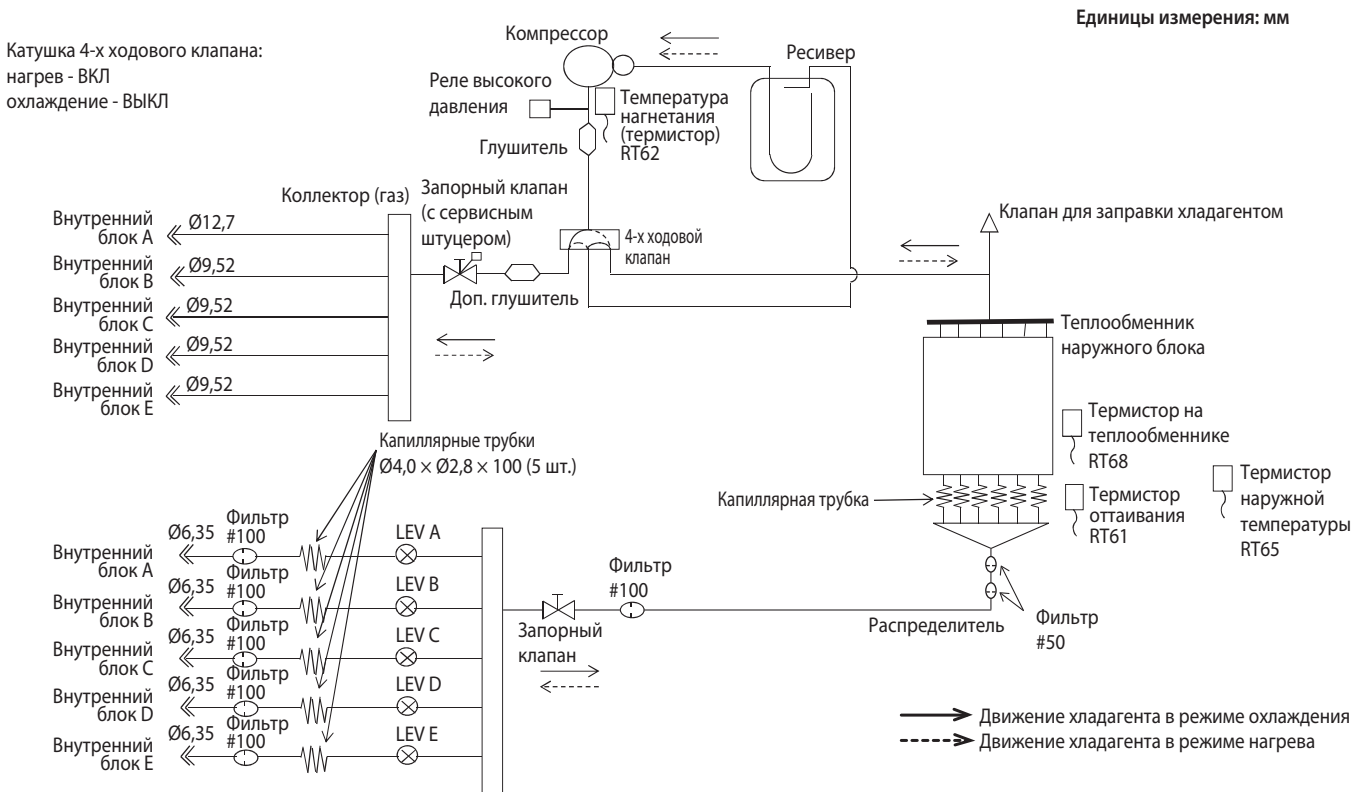 Единицы измерения: мм
Катушка 4-х ходового клапана:
нагрев - ВКЛ
охлаждение - ВЫКЛ
Компрессор
Ресивер
Реле высокого
давления
Температура
нагнетания
(термистор)
RT62
Глушитель
Коллектор (газ)
Запорный клапан
(с сервисным
штуцером)
4-х ходовой
клапан
Доп. глушитель
Клапан для заправки хладагентом
Внутренний
блок A
Ø12,7
Внутренний
блок B
Ø9,52
Внутренний
блок C
Ø9,52
Внутренний
блок D
Ø9,52
Внутренний
блок E
Ø9,52
Теплообменник
наружного блока
Термистор на
теплообменнике
RT68
Термистор
наружной
температуры
RT65
Капиллярная трубка
Термистор
оттаивания
RT61
Капиллярные трубки
Ø4,0 × Ø2,8 × 100 (5 шт.)
Внутренний
блок A
Ø6,35
Фильтр
#100
LEV A
Внутренний
блок B
Ø6,35
Фильтр
#100
LEV B
Внутренний
блок C
Ø6,35
Фильтр
#100
LEV C
Внутренний
блок D
Ø6,35
Фильтр
#100
LEV D
Внутренний
блок E
Ø6,35
Фильтр
#100
LEV E
Запорный
клапан
Фильтр
#100
Распределитель
Фильтр
#50
Движение хладагента в режиме охлаждения
Движение хладагента в режиме нагрева